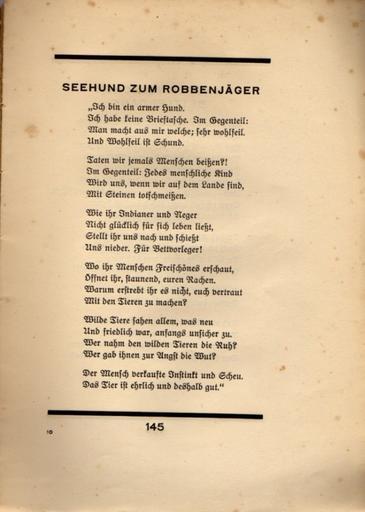 SEEHUND ZUM ROBBENJÄGER
„Ich bin ein armer Hund.
Ich habe keine Brieftasche. Im Gegenteil:
Man macht aus mir welche; sehr wohlfeil.
Und Wohlfeil ist Schund.
Taten wir jemals Menschen beißen?!
Im Gegenteil: Jedes menschliche Kind
Wird uns, wenn wir auf dem Lande sind,
Mit Steinen totschmeißen.
Wie ihr Indianer und Neger
Nicht glücklich für sich leben ließt,
Stellt ihr uns nach und schießt
Uns nieder. Für Bettvorleger!
Wo ihr Menschen Freischönes erschaut,
Öffnet ihr, staunend, euren Rachen.
Warum erstrebt ihr es nicht, euch vertraut
Mit den Tieren zu machen?
Wilde Tiere sahen allem, was neu
Und friedlich war, anfangs unsicher zu.
Wer nahm den wilden Tieren die Ruh?
Wer gab ihnen zur Angst die Wut?
Der Mensch verkaufte Instinkt und Scheu.
Das Tier ist ehrlich und deshalb gut.“
145
10